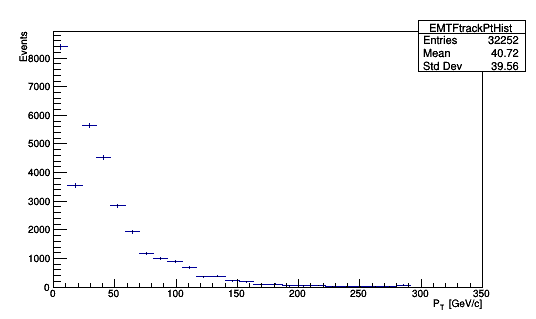 EMTFtrackPtHist
Entries 32252
Mean 40.72
Std Dev 39.56
Events
8000
7000
6000
5000
4000
3000
2000
1000
0
0 50 100 150 200 250 300 350
P_T [GeV/c]